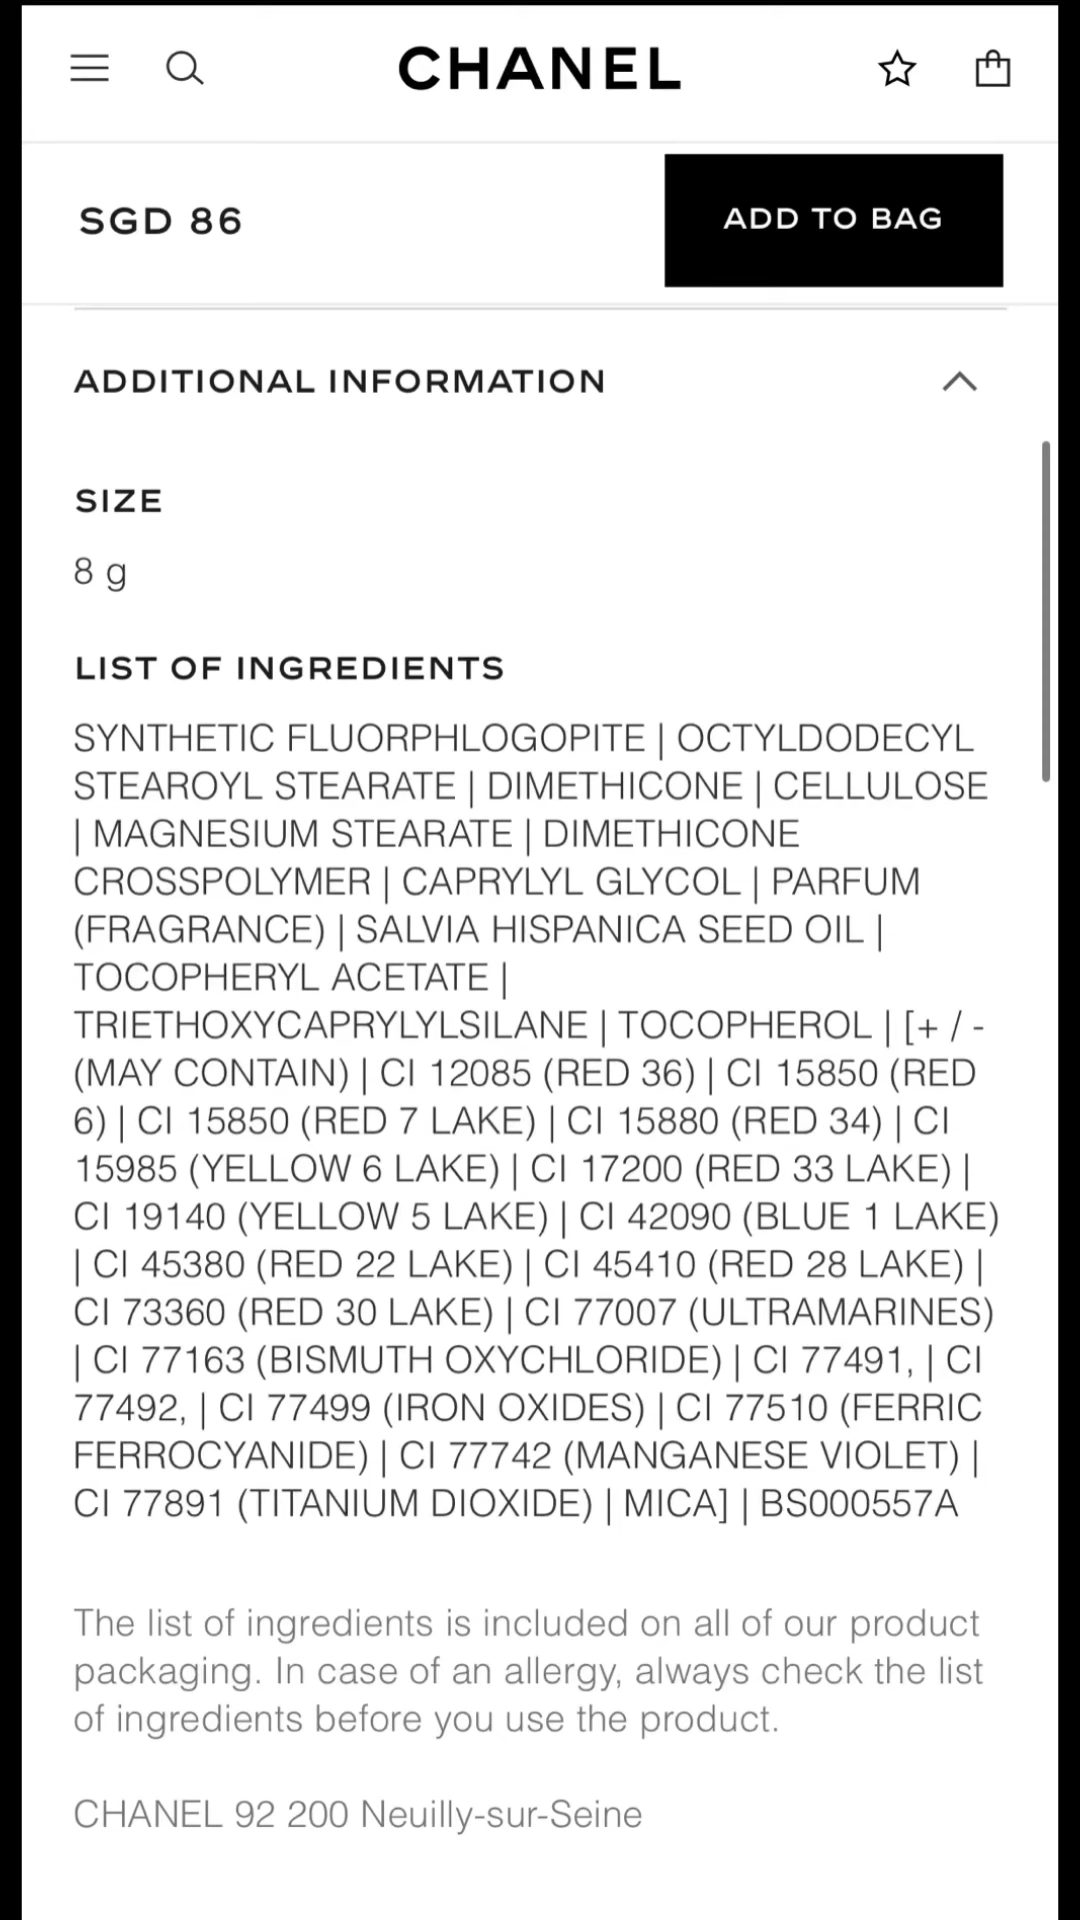 CHANEL
SGD 86
ADD TO BAG
ADDITIONAL INFORMATION
SIZE
8 g
LIST OF INGREDIENTS
SYNTHETIC FLUORPHLOGOPITE | OCTYLDODECYL
STEAROYL STEARATE | DIMETHICONE | CELLULOSE
| MAGNESIUM STEARATE | DIMETHICONE
CROSSPOLYMER | CAPRYLYL GLYCOL | PARFUM
(FRAGRANCE) | SALVIA HISPANICA SEED OIL |
TOCOPHERYL ACETATE |
TRIETHOXYCAPRYLYLSILANE | TOCOPHEROL | [+ / -
(MAY CONTAIN) | CI 12085 (RED 36) | CI 15850 (RED
6) | CI 15850 (RED 7 LAKE) | CI 15880 (RED 34) | CI
15985 (YELLOW 6 LAKE) | CI 17200 (RED 33 LAKE) |
CI 19140 (YELLOW 5 LAKE) | CI 42090 (BLUE 1 LAKE)
| CI 45380 (RED 22 LAKE) | CI 45410 (RED 28 LAKE) |
CI 73360 (RED 30 LAKE) | CI 77007 (ULTRAMARINES)
| CI 77163 (BISMUTH OXYCHLORIDE) | CI 77491, | CI
77492, | CI 77499 (IRON OXIDES) | CI 77510 (FERRIC
FERROCYANIDE) | CI 77742 (MANGANESE VIOLET) |
CI 77891 (TITANIUM DIOXIDE) | MICA] | BS000557A
The list of ingredients is included on all of our product
packaging. In case of an allergy, always check the list
of ingredients before you use the product.
CHANEL 92 200 Neuilly-sur-Seine